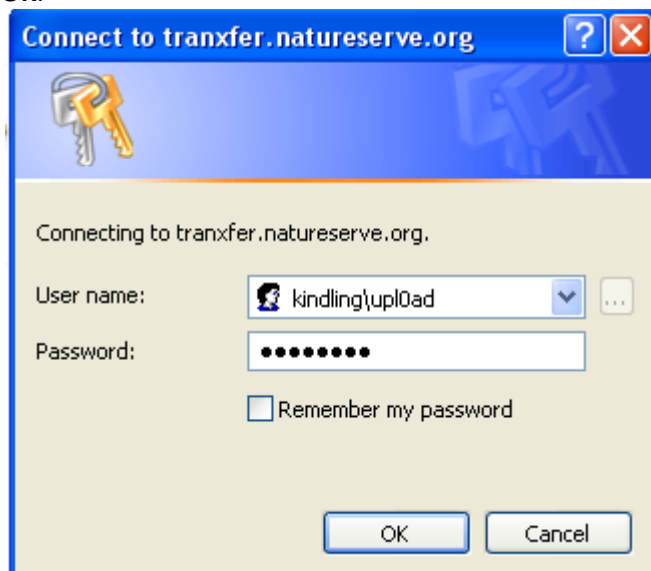 OK.
Connect to tranxfer.natureserve.org
Connecting to tranxfer.natureserve.org.
User name: kindling\upl0ad
Password: ●●●●●●●●
Remember my password
OK Cancel